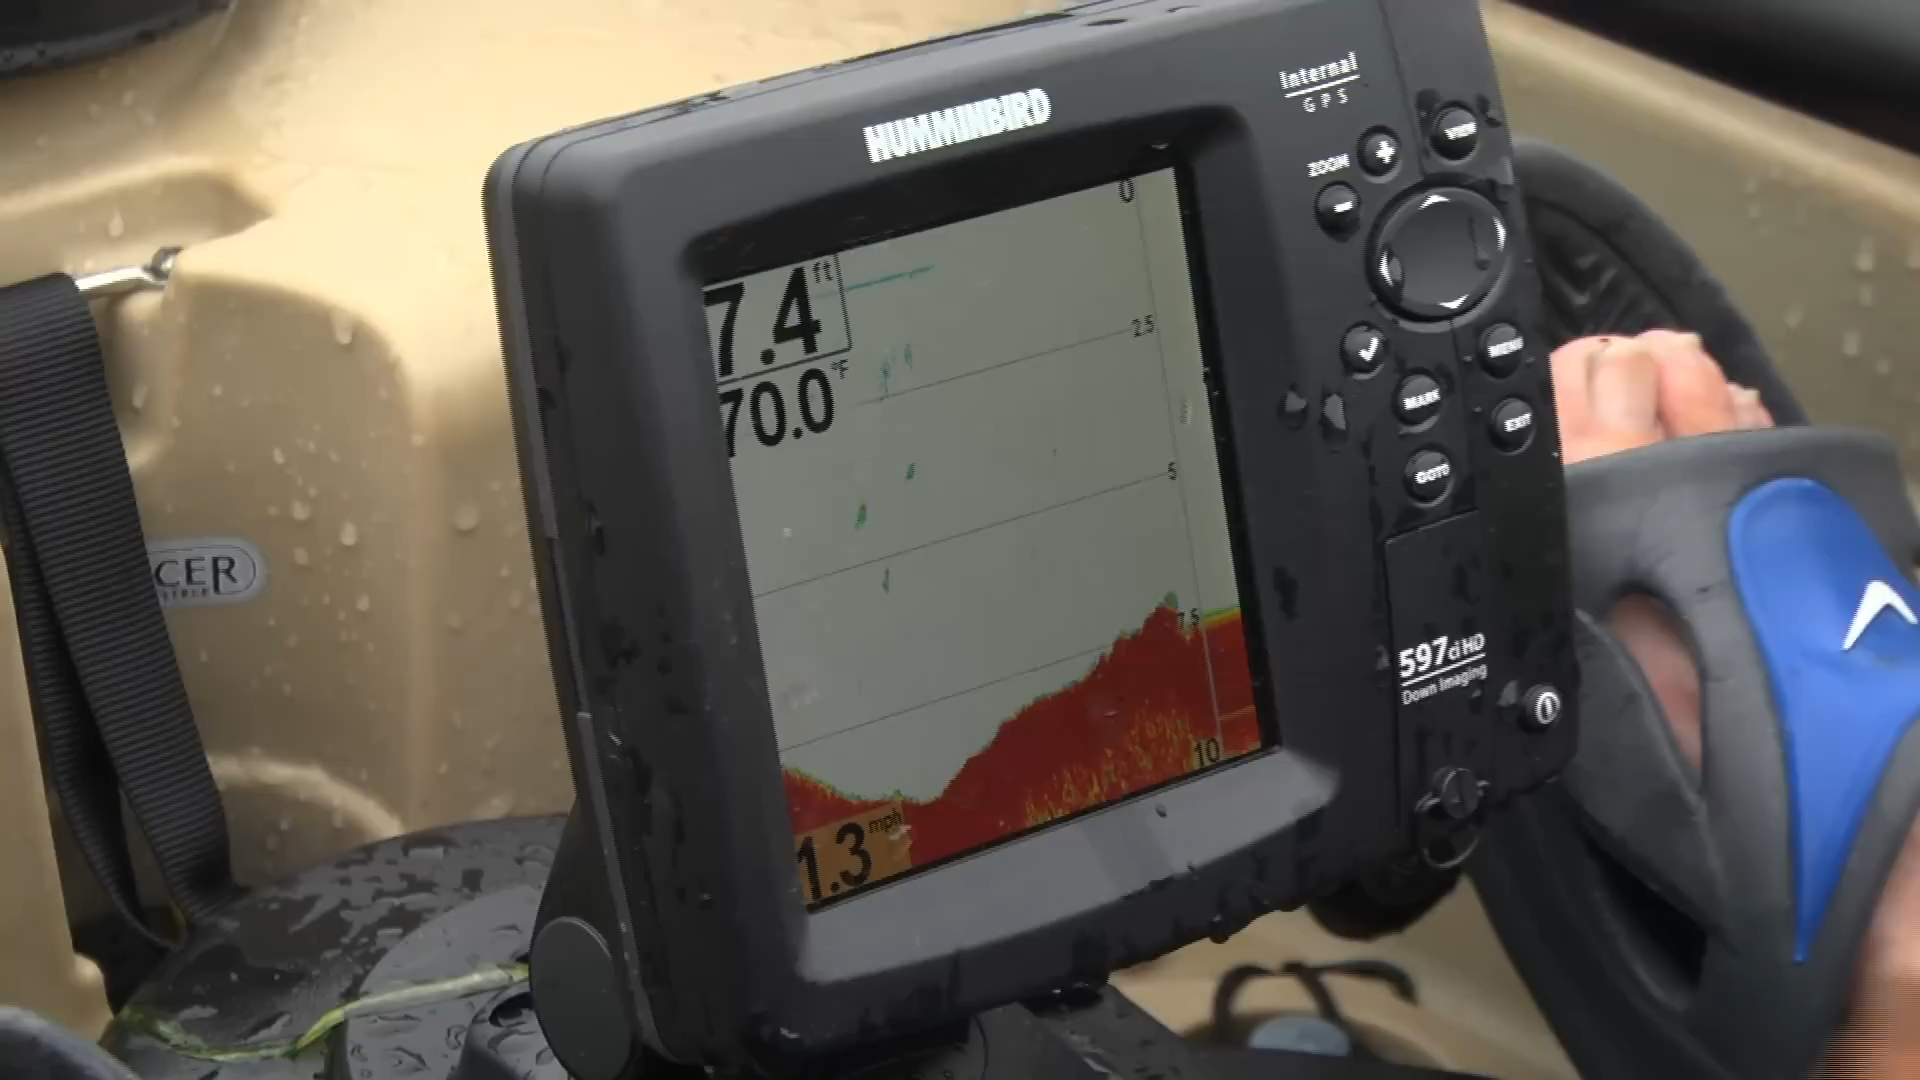 HUMMINBIRD
Internal
GPS
ZOOM
+
-
VIEW
7.4 ft
70.0 °F
0
2.5
5
7.5
10
1.3 mph
MENU
MARK
EXIT
GOTO
597ci HD
Down Imaging
CER